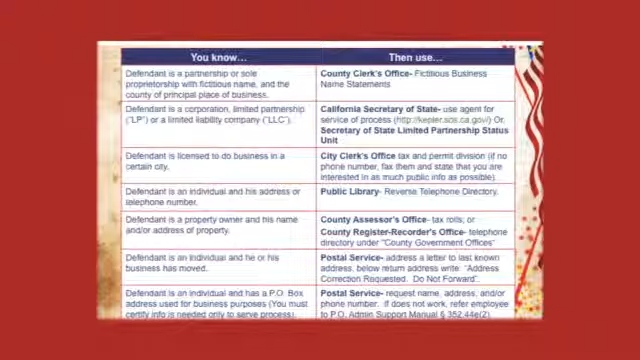 You know…
Then use…
Defendant is a partnership or sole
proprietorship with fictitious name, and the
county of principal place of business.
County Clerk's Office- Fictitious Business
Name Statements
Defendant is a corporation, limited partnership
("LP") or a limited liability company ("LLC").
California Secretary of State- use agent for
service of process (http://kepler.sos.ca.gov/) Or,
Secretary of State Limited Partnership Status
Unit
Defendant is licensed to do business in a
certain city.
City Clerk's Office tax and permit division (if no
phone number, fax them and state that you are
interested in as much public info as possible).
Defendant is an individual and his address or
telephone number.
Public Library- Reverse Telephone Directory.
Defendant is a property owner and his name
and/or address of property.
County Assessor's Office- tax rolls; or
County Register-Recorder's Office- telephone
directory under "County Government Offices"
Defendant is an individual and he or his
business has moved.
Postal Service- address a letter to last known
address, below return address write "Address
Correction Requested. Do Not Forward".
Defendant is an individual and has a P.O. Box
address used for business purposes (You must
certify info is needed only to serve process).
Postal Service- request name, address, and/or
phone number. If does not work, refer employee
to P.O. Admin Support Manual § 352.44e(2).